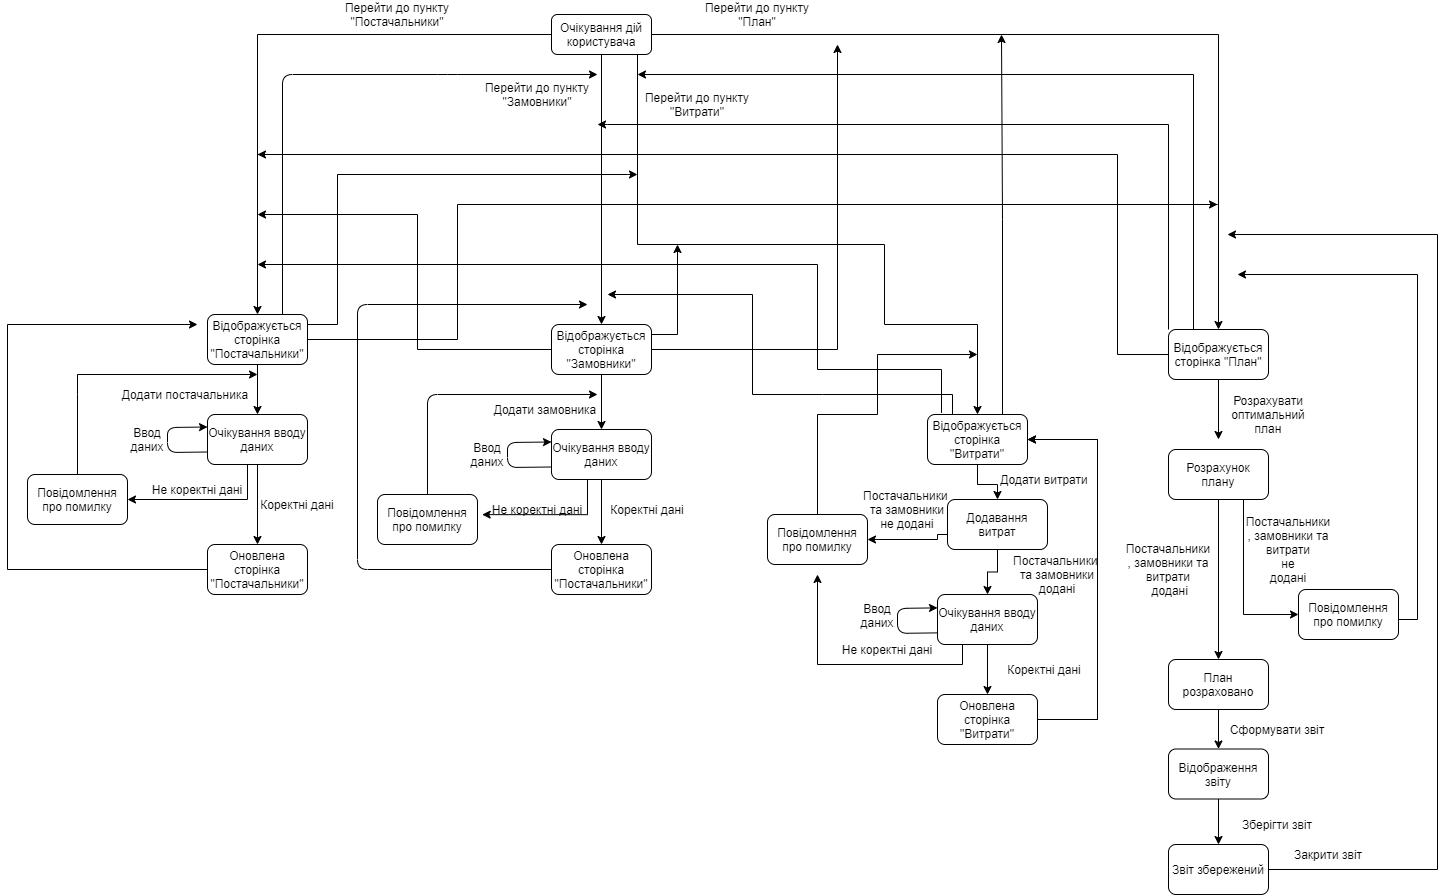 Перейти до пункту
"Постачальники"
Очікування дій
користувача
Перейти до пункту
"План"
Перейти до пункту
"Замовники"
Перейти до пункту
"Витрати"
Відображується
сторінка
"Постачальники"
Відображується
сторінка
"Замовники"
Відображується
сторінка "План"
Додати постачальника
Додати замовника
Розрахувати
оптимальний
план
Ввод
даних
Очікування вводу
даних
Ввод
даних
Очікування вводу
даних
Відображується
сторінка
"Витрати"
Розрахунок
плану
Повідомлення
про помилку
Не коректні дані
Коректні дані
Повідомлення
про помилку
Не коректні дані
Коректні дані
Додати витрати
Постачальники
та замовники
не додані
Додавання
витрат
Повідомлення
про помилку
Постачальники
, замовники та
витрати
не
додані
Постачальники
, замовники та
витрати
додані
Оновлена
сторінка
"Постачальники"
Оновлена
сторінка
"Постачальники"
Постачальники
та замовники
додані
Ввод
даних
Очікування вводу
даних
Повідомлення
про помилку
Не коректні дані
Коректні дані
План
розраховано
Оновлена
сторінка
"Витрати"
Сформувати звіт
Відображення
звіту
Зберігти звіт
Звіт збережений
Закрити звіт